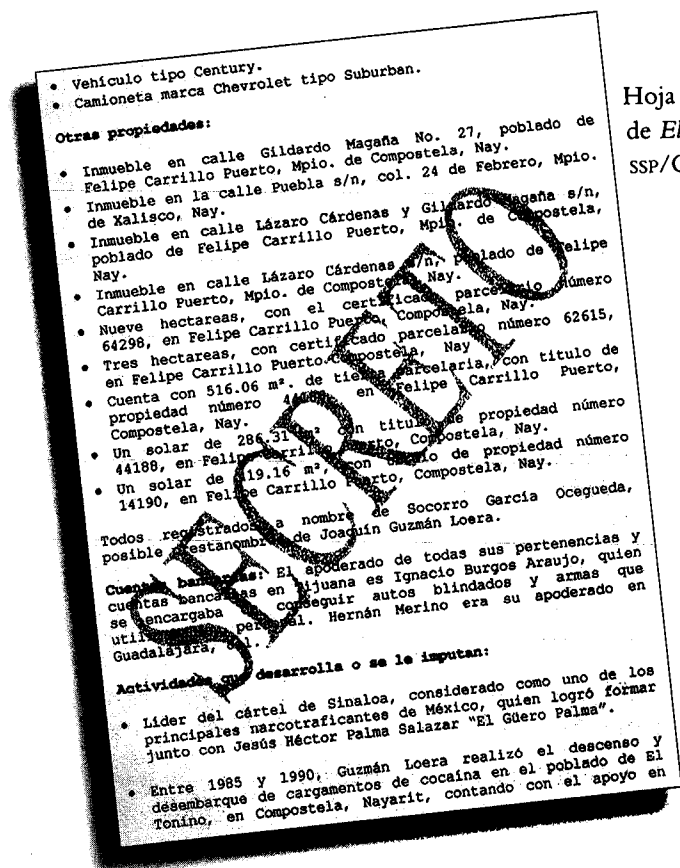 • Vehículo tipo Century.
• Camioneta marca Chevrolet tipo Suburban.
Otras propiedades:
• Inmueble en calle Gildardo Magaña No. 27, poblado de
Felipe Carrillo Puerto, Mpio. de Compostela, Nay.
• Inmueble en la calle Puebla s/n, col. 24 de Febrero, Mpio.
de Xalisco, Nay.
• Inmueble en calle Lázaro Cárdenas y Gildardo Magaña s/n,
poblado de Felipe Carrillo Puerto, Mpio. de Compostela,
Nay.
• Inmueble en calle Lázaro Cárdenas s/n, poblado de Felipe
Carrillo Puerto, Mpio. de Compostela, Nay.
• Nueve hectareas, con el certificado parcelario número
64298, en Felipe Carrillo Puerto, Compostela, Nay.
• Tres hectareas, con certificado parcelario número 62615,
en Felipe Carrillo Puerto, Compostela, Nay
• Cuenta con 516.06 m². de tierra parcelaria, con titulo de
propiedad número en Felipe Carrillo Puerto,
Compostela, Nay.
• Un solar de 286.31 m² con titulo de propiedad número
44188, en Felipe Carrillo Puerto, Compostela, Nay.
• Un solar de 419.16 m², con titulo de propiedad número
14190, en Felipe Carrillo Puerto, Compostela, Nay.
Todos registrados a nombre de Socorro García Ocegueda,
posible prestanombre de Joaquín Guzmán Loera.
Cuentas bancarias: El apoderado de todas sus pertenencias y
cuentas bancarias en Tijuana es Ignacio Burgos Araujo, quien
se encargaba conseguir autos blindados y armas que
utiliza personal. Hernán Merino era su apoderado en
Guadalajara, Jal.
Actividades que desarrolla o se le imputan:
• Lider del cártel de Sinaloa, considerado como uno de los
principales narcotraficantes de México, quien logró formar
junto con Jesús Héctor Palma Salazar "El Güero Palma".
• Entre 1985 y 1990, Guzmán Loera realizó el descenso y
desembarque de cargamentos de cocaína en el poblado de El
Tonino, en Compostela, Nayarit, contando con el apoyo en
SECRETO
Hoja
de El
SSP/